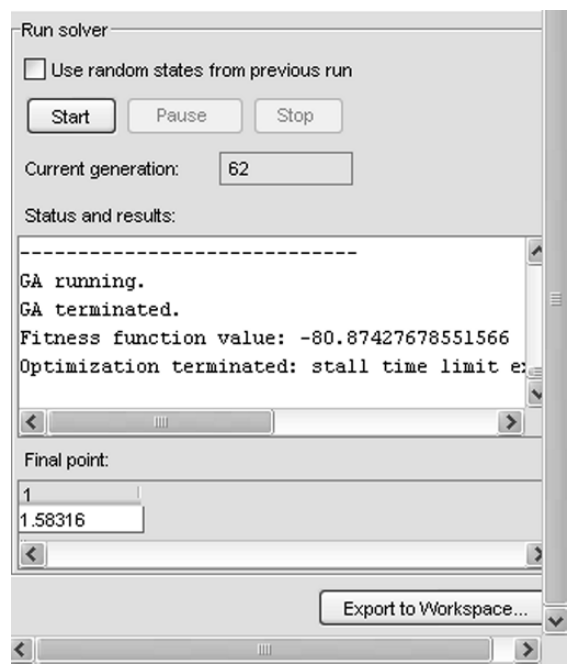 Run solver
Use random states from previous run
Start Pause Stop
Current generation: 62
Status and results:
-----------------------------
GA running.
GA terminated.
Fitness function value: -80.87427678551566
Optimization terminated: stall time limit
Final point:
1
1.58316
Export to Workspace...